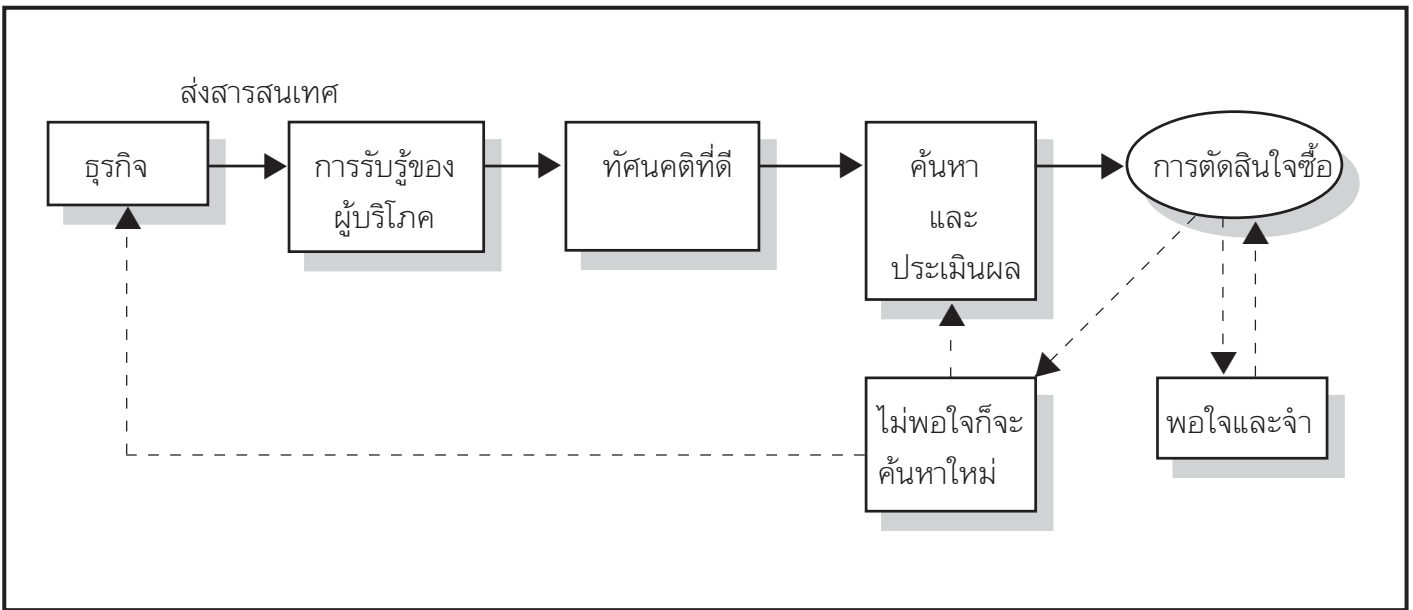 ส่งสารสนเทศ
ธุรกิจ
การรับรู้ของ
ผู้บริโภค
ทัศนคติที่ดี
ค้นหา
และ
ประเมินผล
การตัดสินใจซื้อ
ไม่พอใจก็จะ
ค้นหาใหม่
พอใจและจำ